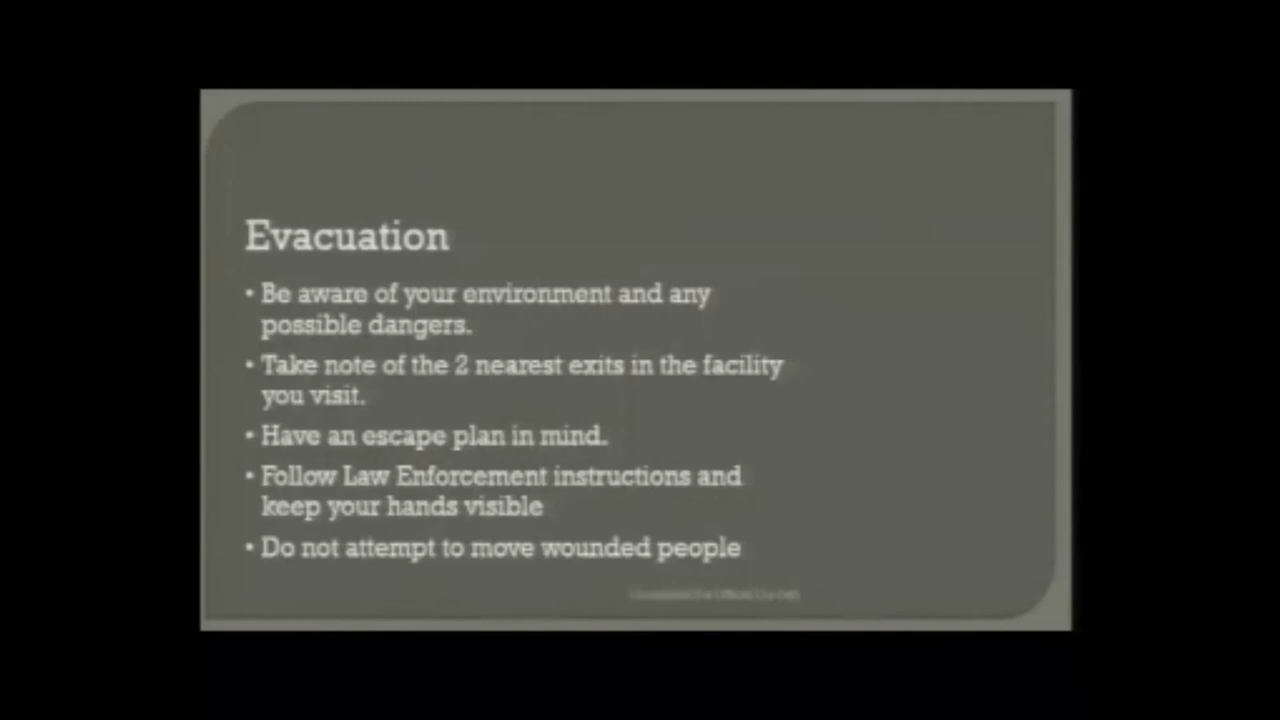 Evacuation
• Be aware of your environment and any
possible dangers.
• Take note of the 2 nearest exits in the facility
you visit.
• Have an escape plan in mind.
• Follow Law Enforcement instructions and
keep your hands visible
• Do not attempt to move wounded people